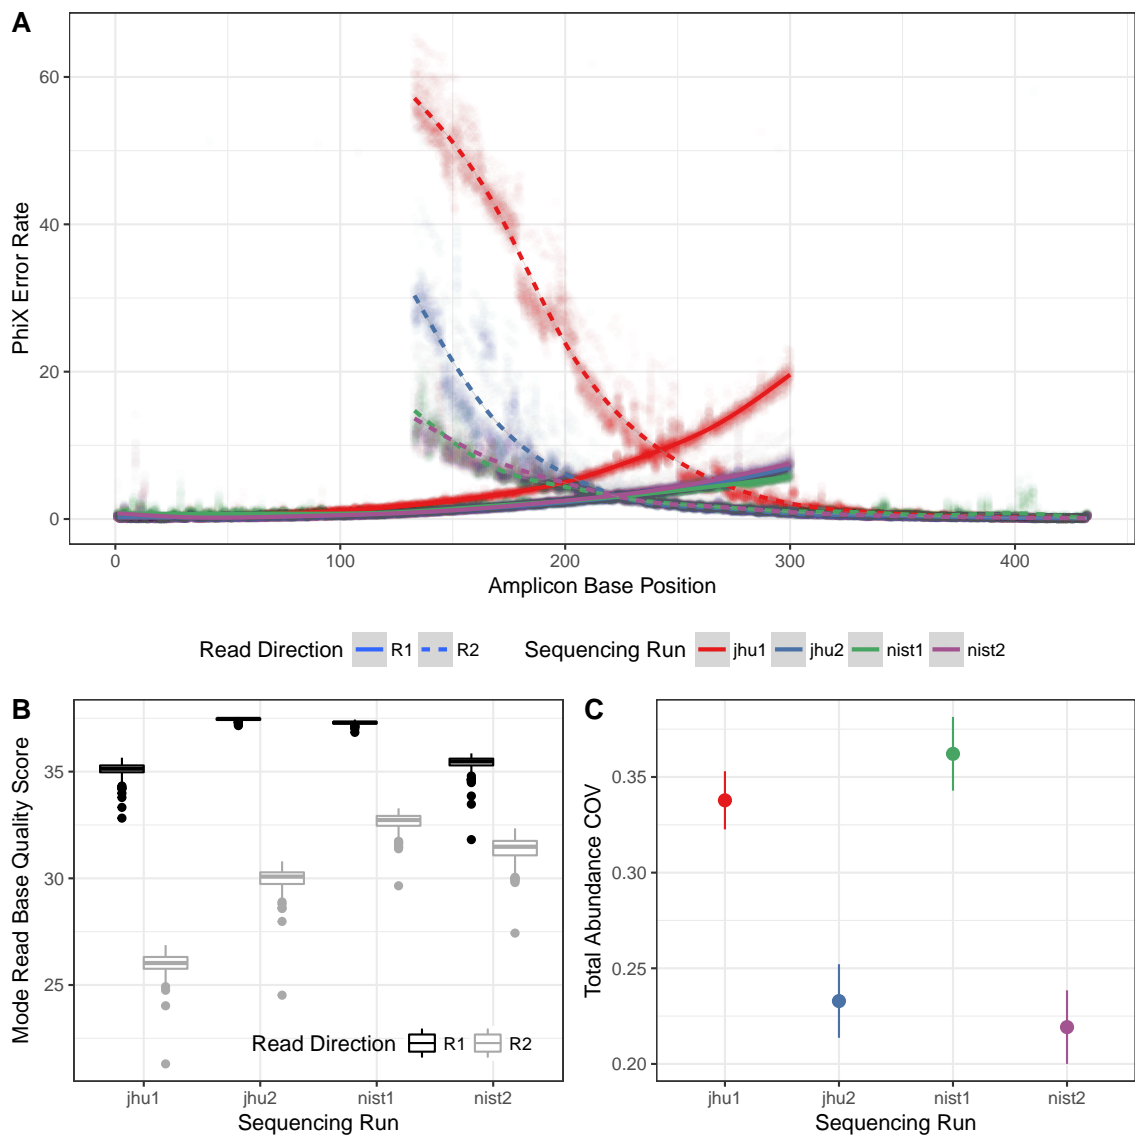 A
60
40
20
0
PhiX Error Rate
0 100 200 300 400
Amplicon Base Position
Read Direction R1 R2 Sequencing Run jhu1 jhu2 nist1 nist2
B
35
30
25
Mode Read Base Quality Score
Read Direction R1 R2
jhu1 jhu2 nist1 nist2
Sequencing Run
C
0.35
0.30
0.25
0.20
Total Abundance COV
jhu1 jhu2 nist1 nist2
Sequencing Run